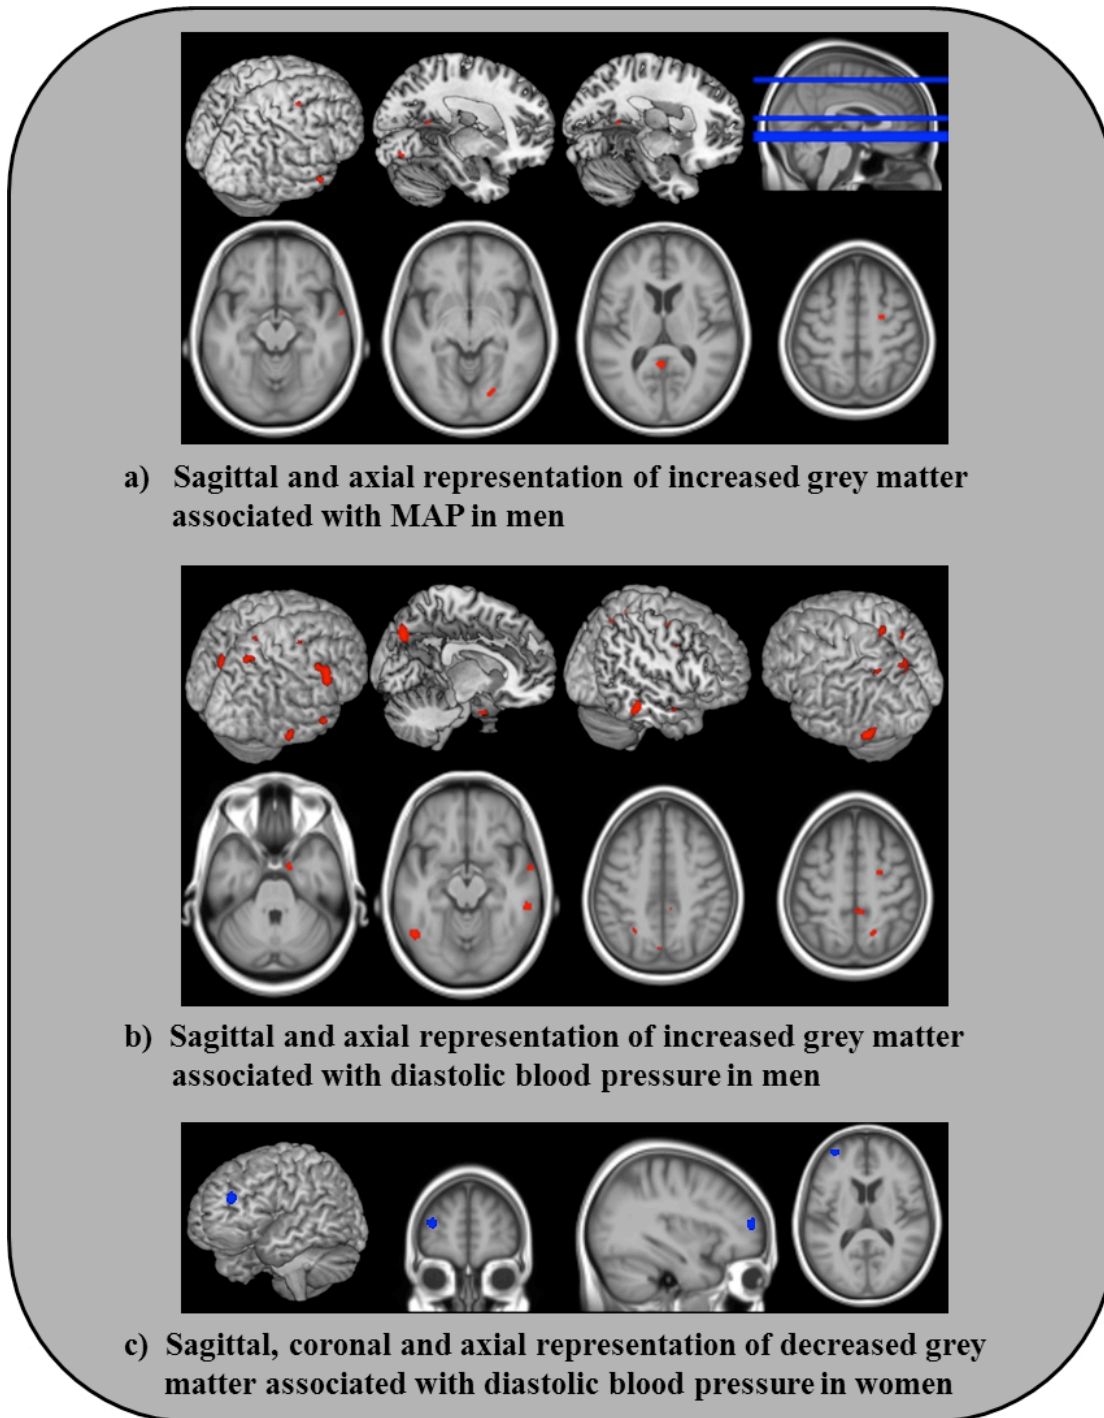 a) Sagittal and axial representation of increased grey matter
associated with MAP in men
b) Sagittal and axial representation of increased grey matter
associated with diastolic blood pressure in men
c) Sagittal, coronal and axial representation of decreased grey
matter associated with diastolic blood pressure in women